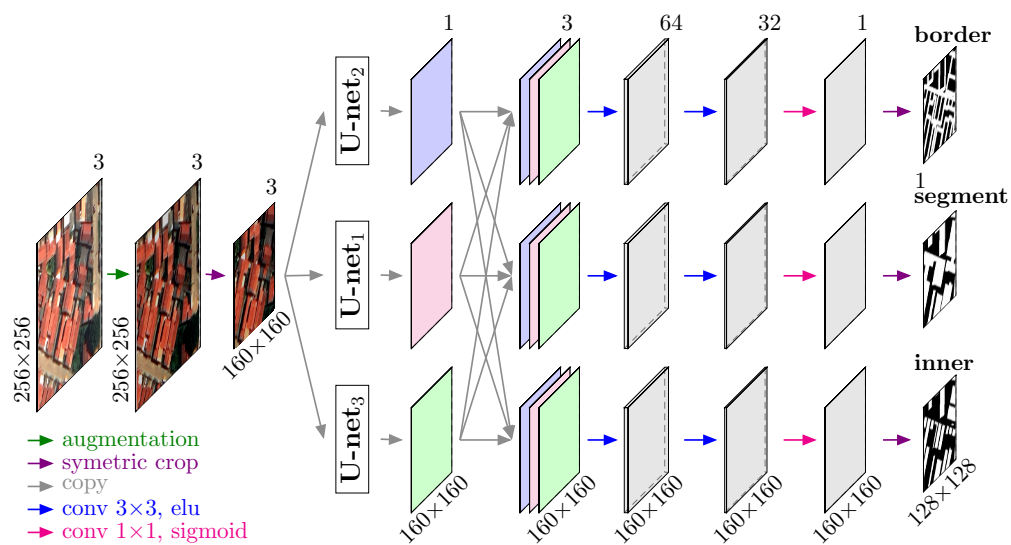 1 3 64 32 1
border
U-net2
3 3 3
1
segment
U-net1
256×256 256×256 160×160
inner
U-net3
160×160 160×160 160×160 160×160 160×160 128×128
augmentation
symetric crop
copy
conv 3×3, elu
conv 1×1, sigmoid